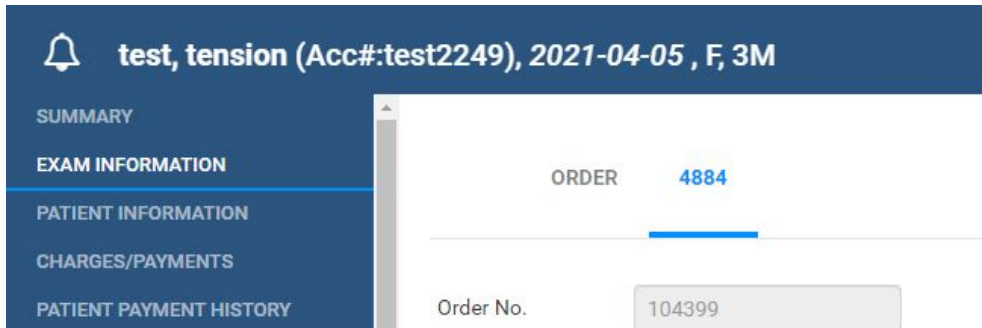 test, tension (Acc#:test2249), 2021-04-05 , F, 3M
SUMMARY
EXAM INFORMATION
PATIENT INFORMATION
CHARGES/PAYMENTS
PATIENT PAYMENT HISTORY
ORDER 4884
Order No. 104399